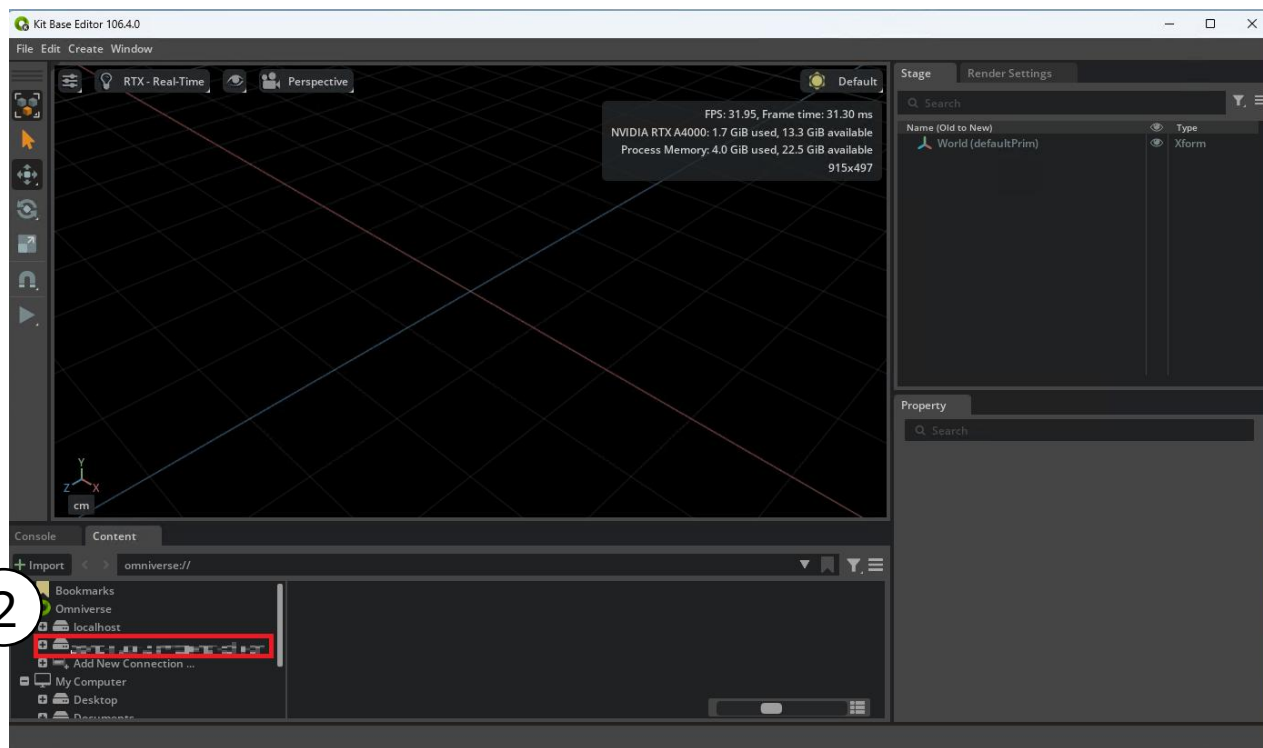 Kit Base Editor 106.4.0
File Edit Create Window
RTX - Real-Time
Perspective
Default
FPS: 31.95, Frame time: 31.30 ms
NVIDIA RTX A4000: 1.7 GiB used, 13.3 GiB available
Process Memory: 4.0 GiB used, 22.5 GiB available
915x497
Y
Z X
cm
Stage Render Settings
Search
Name (Old to New) Type
World (defaultPrim) Xform
Property
Search
Console Content
+ Import < > omniverse://
2
Bookmarks
Omniverse
localhost
Add New Connection ...
My Computer
Desktop
Documents